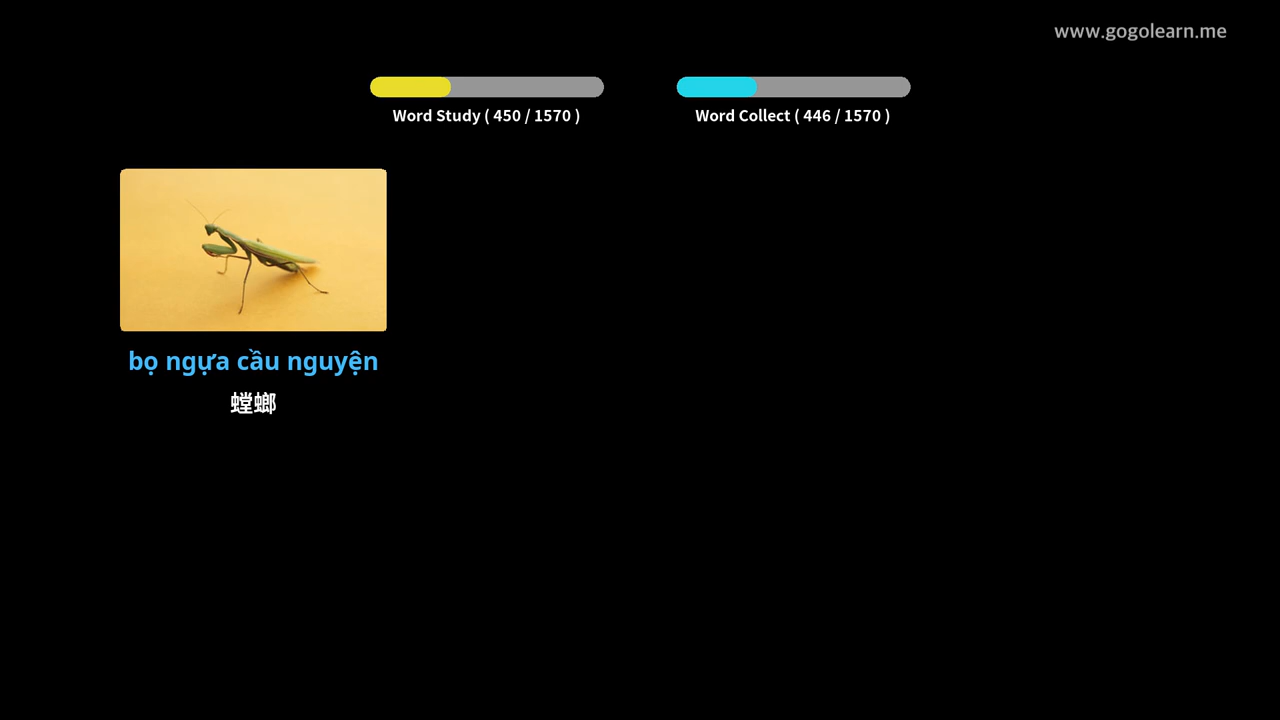 www.gogolearn.me
Word Study ( 450 / 1570 )
Word Collect ( 446 / 1570 )
bọ ngựa cầu nguyện
螳螂